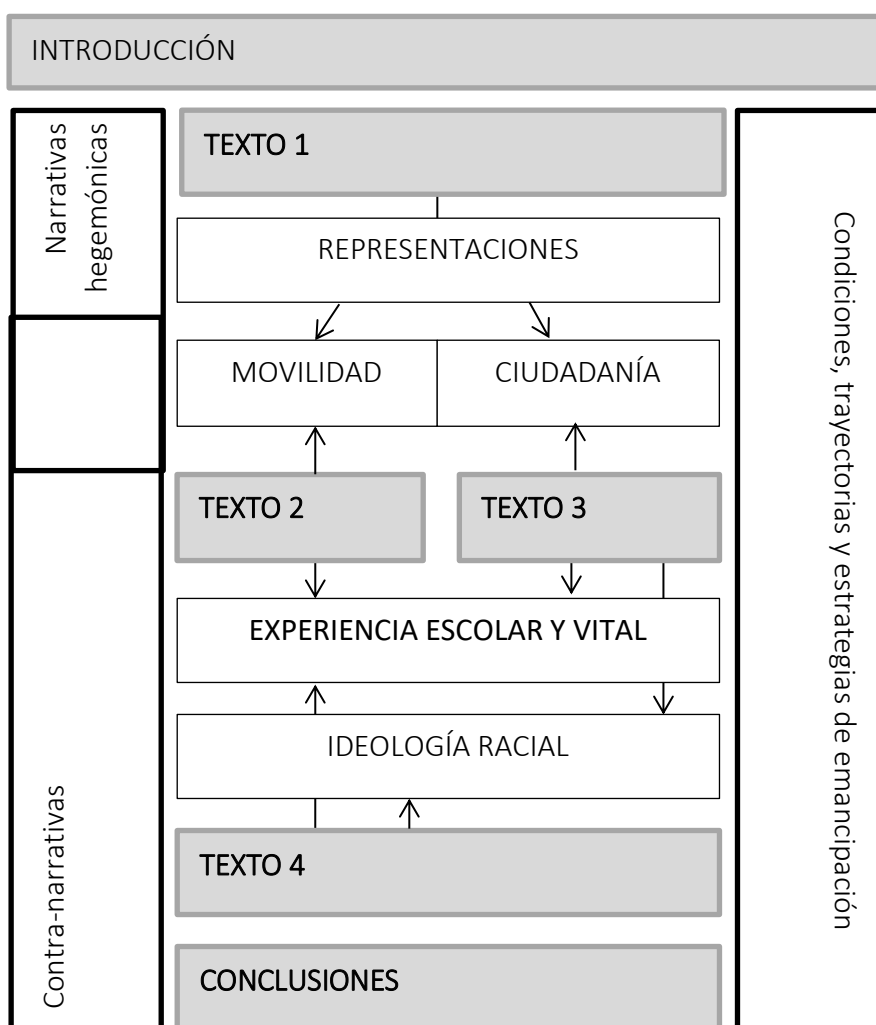 INTRODUCCIÓN
Narrativas
hegemónicas
TEXTO 1
REPRESENTACIONES
MOVILIDAD
CIUDADANÍA
TEXTO 2
TEXTO 3
EXPERIENCIA ESCOLAR Y VITAL
IDEOLOGÍA RACIAL
TEXTO 4
CONCLUSIONES
Contra-narrativas
Condiciones, trayectorias y estrategias de emancipación